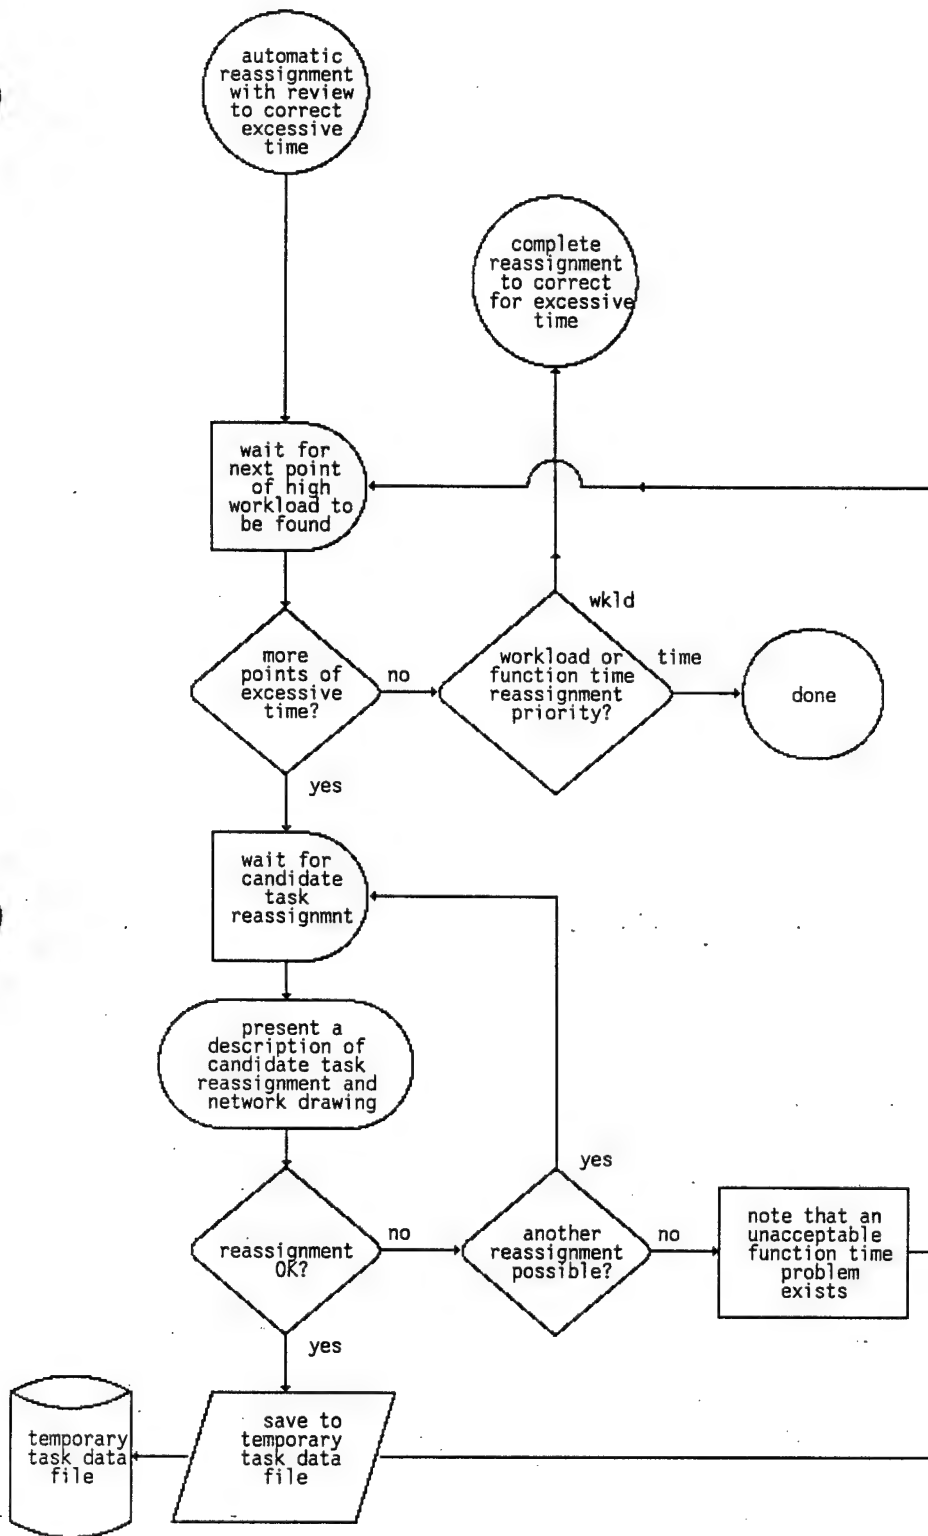 automatic
reassignment
with review
to correct
excessive
time
complete
reassignment
to correct
for excessive
time
wait for
next point
of high
workload to
be found
wkld
more
points of
excessive
time?
no
workload or
function time
reassignment
priority?
time
done
yes
wait for
candidate
task
reassignmnt
present a
description of
candidate task
reassignment and
network drawing
yes
reassignment
OK?
no
another
reassignment
possible?
no
note that an
unacceptable
function time
problem
exists
yes
temporary
task data
file
save to
temporary
task data
file